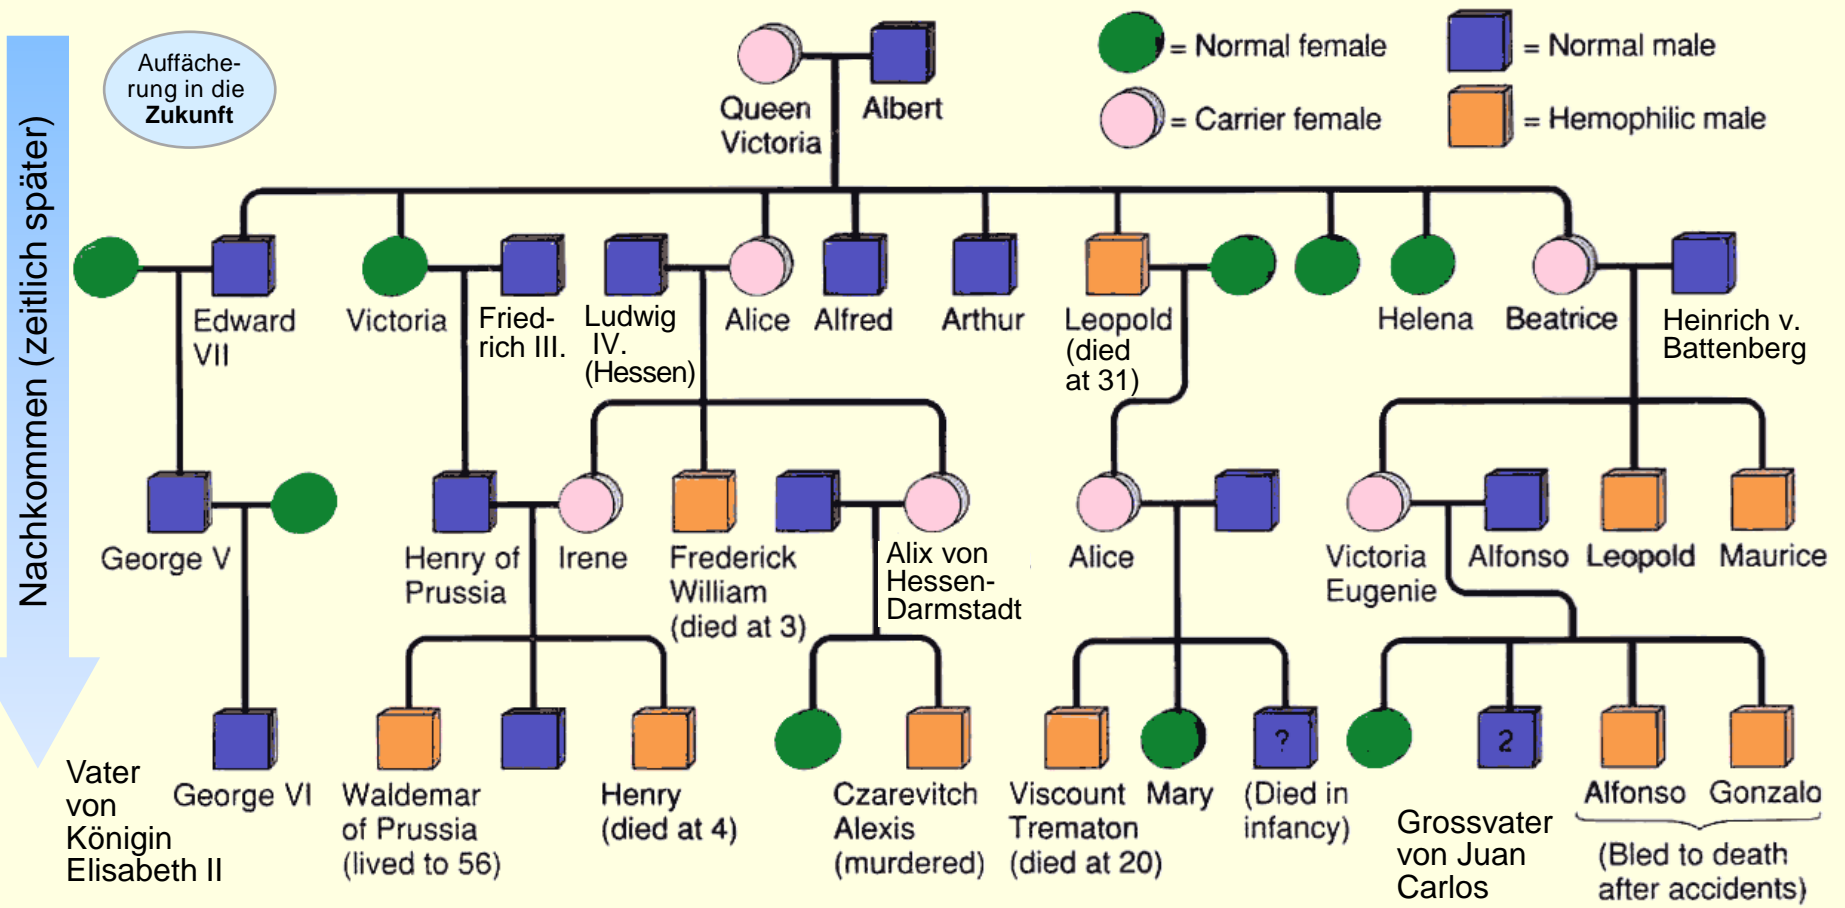 Nachkommen (zeitlich später)
Auffäche-
rung in die
Zukunft
Queen
Victoria
Albert
= Normal female
= Normal male
= Carrier female
= Hemophilic male
Edward
VII
Victoria
Fried-
rich III.
Ludwig
IV.
(Hessen)
Alice
Alfred
Arthur
Leopold
(died
at 31)
Helena
Beatrice
Heinrich v.
Battenberg
George V
Henry of
Prussia
Irene
Frederick
William
(died at 3)
Alix von
Hessen-
Darmstadt
Alice
Victoria
Eugenie
Alfonso
Leopold
Maurice
?
2
Vater
von
Königin
Elisabeth II
George VI
Waldemar
of Prussia
(lived to 56)
Henry
(died at 4)
Czarevitch
Alexis
(murdered)
Viscount
Trematon
(died at 20)
Mary
(Died in
infancy)
Grossvater
von Juan
Carlos
Alfonso
Gonzalo
(Bled to death
after accidents)